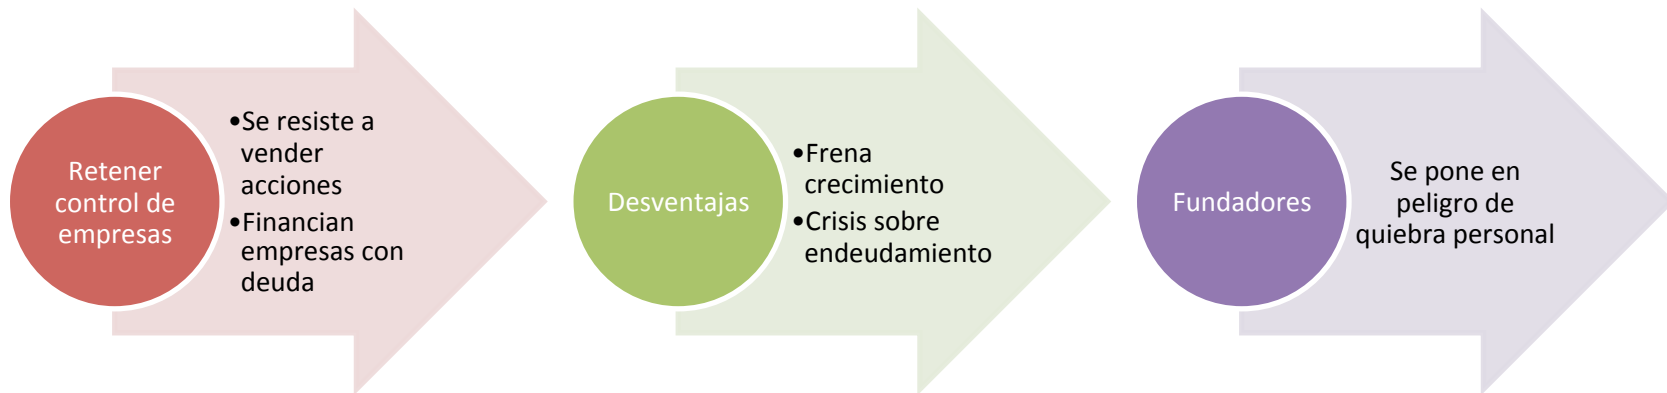 Retener
control de
empresas
•Se resiste a
vender
acciones
•Financian
empresas con
deuda
Desventajas
•Frena
crecimiento
•Crisis sobre
endeudamiento
Fundadores
Se pone en
peligro de
quiebra personal